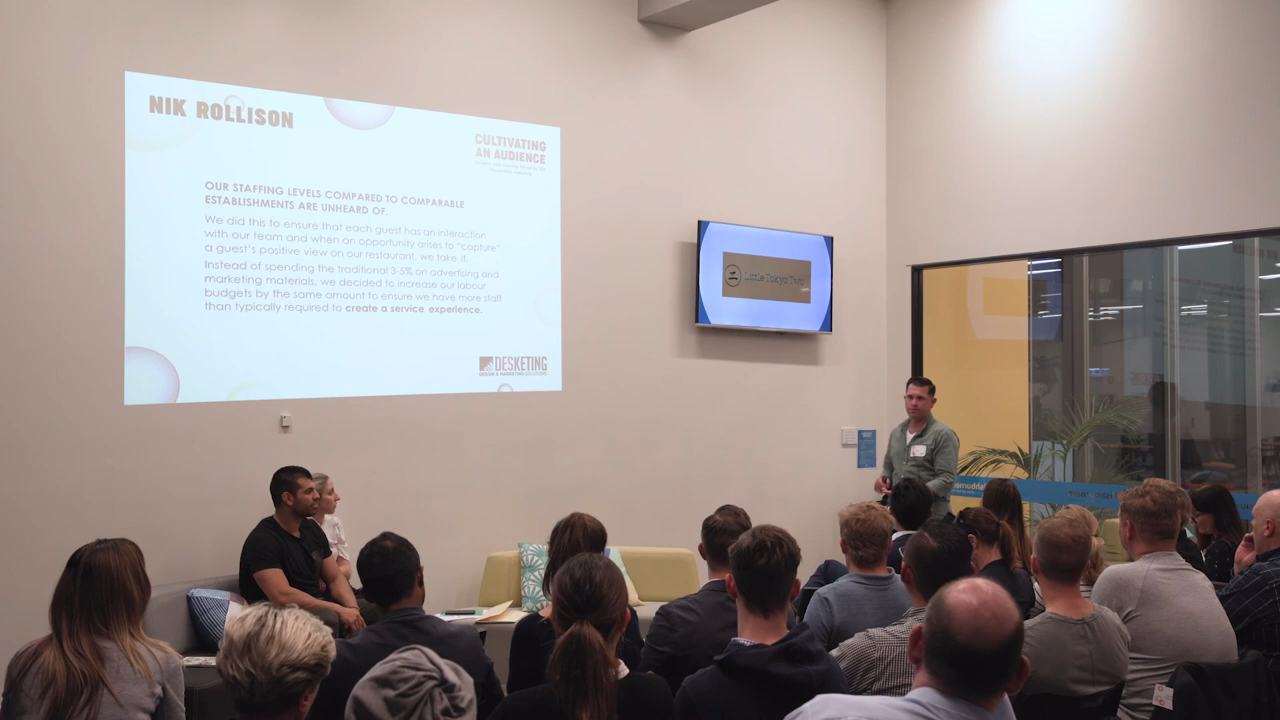 NIK ROLLISON
CULTIVATING
AN AUDIENCE
OUR STAFFING LEVELS COMPARED TO COMPARABLE
ESTABLISHMENTS ARE UNHEARD OF.
We did this to ensure that each guest has an interaction
with our team and when an opportunity arises to "capture"
a guest's positive view on our restaurant, we take it.
Instead of spending the traditional 3-5% on advertising and
marketing materials, we decided to increase our labour
budgets by the same amount to ensure we have more staff
than typically required to create a service experience.
DESKETING
DESIGN & MARKETING SOLUTIONS
Little Tokyo Two